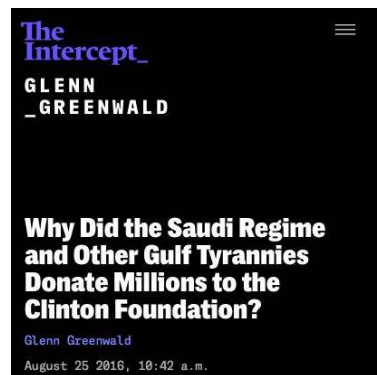 The
Intercept_
GLENN
_GREENWALD
Why Did the Saudi Regime
and Other Gulf Tyrannies
Donate Millions to the
Clinton Foundation?
Glenn Greenwald
August 25 2016, 10:42 a.m.